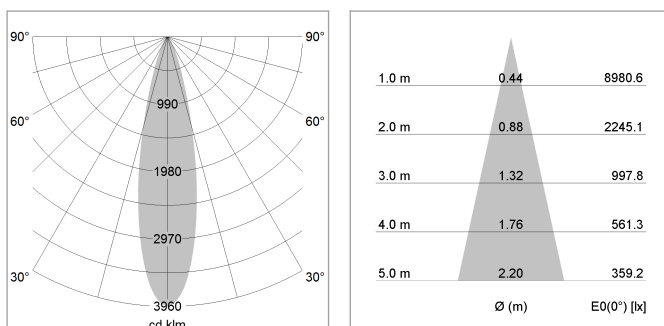 90°
90°
990
60°
60°
1980
2970
30°
30°
3960
cd klm
1.0 m 0.44 8980.6
2.0 m 0.88 2245.1
3.0 m 1.32 997.8
4.0 m 1.76 561.3
5.0 m 2.20 359.2
Ø (m) E0(0°) [lx]